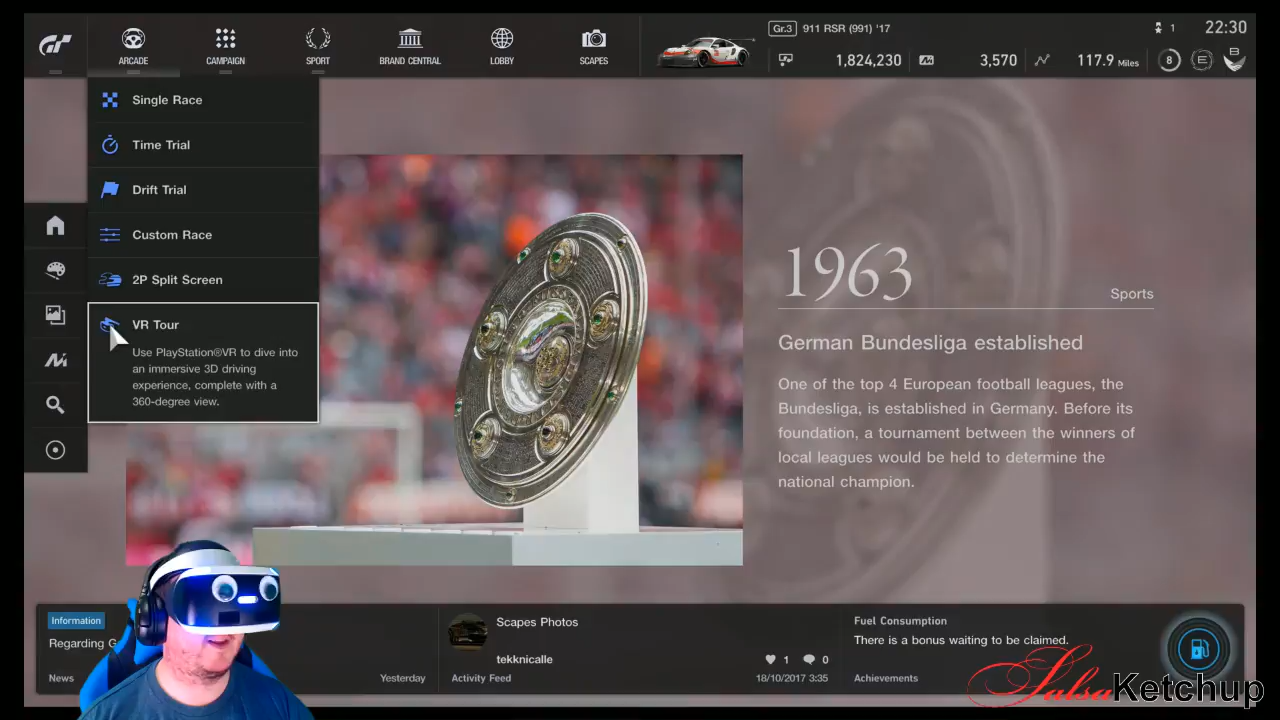 GT
ARCADE
CAMPAIGN
SPORT
BRAND CENTRAL
LOBBY
SCAPES
Gr.3 911 RSR (991) '17
1,824,230
3,570
117.9 Miles
1
22:30
8
E
B
Single Race
Time Trial
Drift Trial
Custom Race
2P Split Screen
VR Tour
Use PlayStation®VR to dive into
an immersive 3D driving
experience, complete with a
360-degree view.
1963
Sports
German Bundesliga established
One of the top 4 European football leagues, the
Bundesliga, is established in Germany. Before its
foundation, a tournament between the winners of
local leagues would be held to determine the
national champion.
Information
Regarding G
News
Yesterday
Scapes Photos
tekknicalle
1
0
Activity Feed
18/10/2017 3:35
Fuel Consumption
There is a bonus waiting to be claimed.
Achievements
Salsa Ketchup